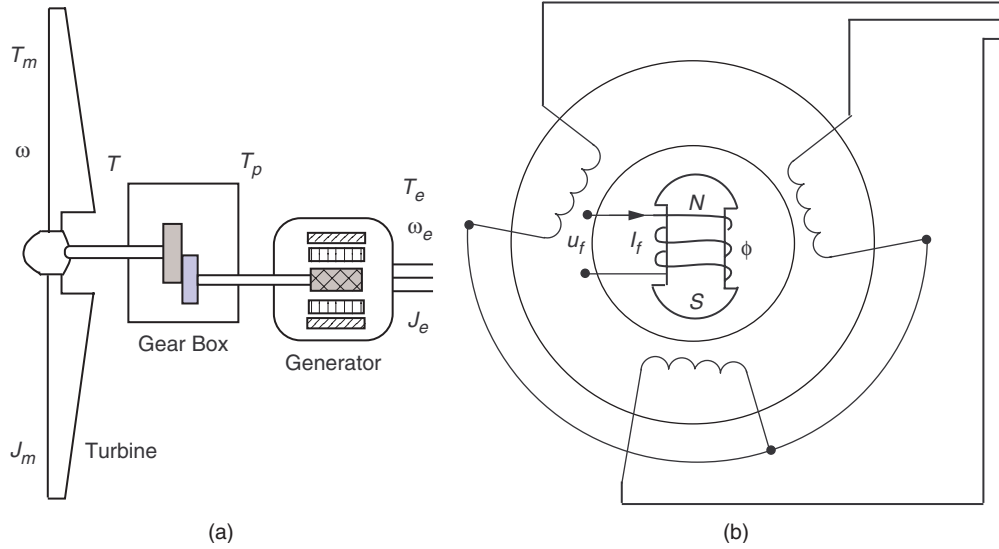 T_m
ω
T
T_p
T_e
ω_e
J_e
Gear Box
Generator
J_m
Turbine
(a)
N
u_f
I_f
ϕ
S
(b)